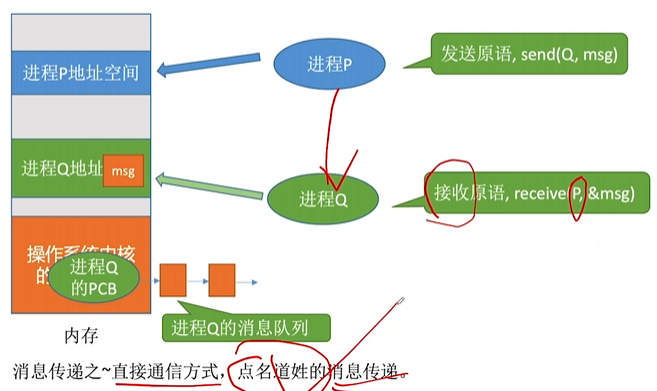 进程P地址空间
进程P
发送原语, send(Q, msg)
进程Q地址
msg
进程Q
接收原语, receive(P, &msg)
操作系统内核
的
进程Q
的PCB
进程Q的消息队列
内存
消息传递之~直接通信方式，点名道姓的消息传递。